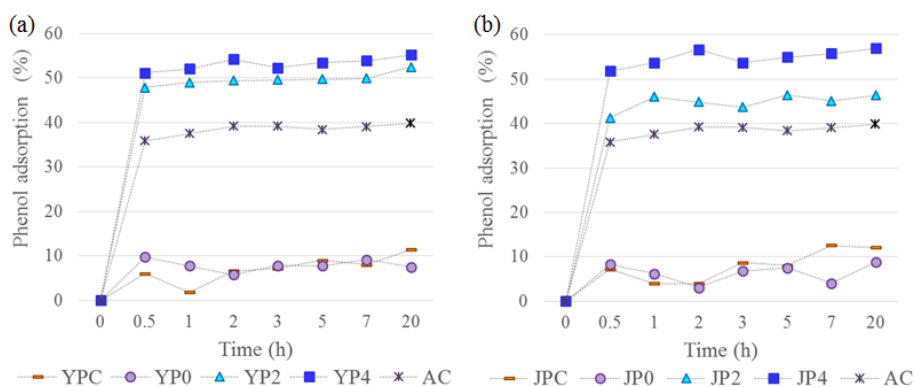 (a)
Phenol adsorption (%)
60
50
40
30
20
10
0
0 0.5 1 2 3 5 7 20
Time (h)
YPC YP0 YP2 YP4 AC
(b)
Phenol adsorption (%)
60
50
40
30
20
10
0
0 0.5 1 2 3 5 7 20
Time (h)
JPC JP0 JP2 JP4 AC